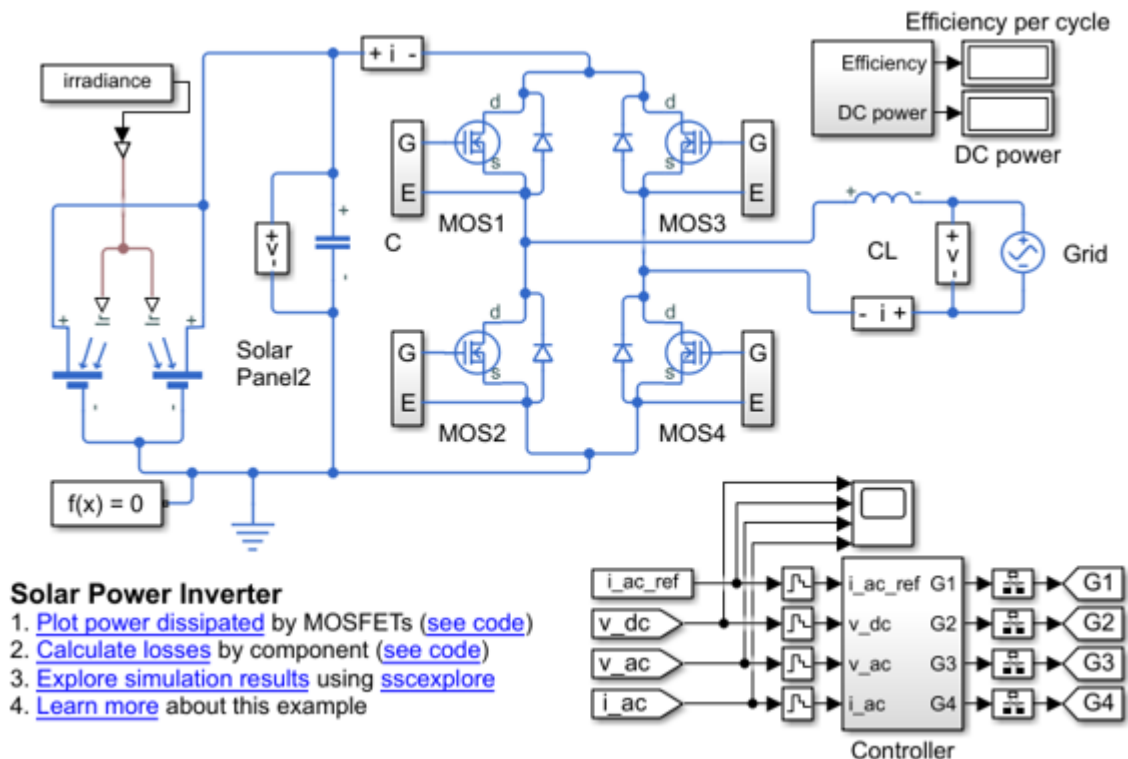 Efficiency per cycle
irradiance
+ i -
Efficiency
DC power
DC power
d
d
G
G
s
s
E
E
MOS1
MOS3
+
-
+
v
-
+
-
C
CL
+
v
-
Grid
- i +
Ir
Ir
+
+
-
-
Solar
Panel2
d
d
G
G
s
s
E
E
MOS2
MOS4
f(x) = 0
Solar Power Inverter
1. Plot power dissipated by MOSFETs (see code)
2. Calculate losses by component (see code)
3. Explore simulation results using sscexplore
4. Learn more about this example
i_ac_ref
i_ac_ref
G1
G1
v_dc
v_dc
G2
G2
v_ac
v_ac
G3
G3
i_ac
i_ac
G4
G4
Controller